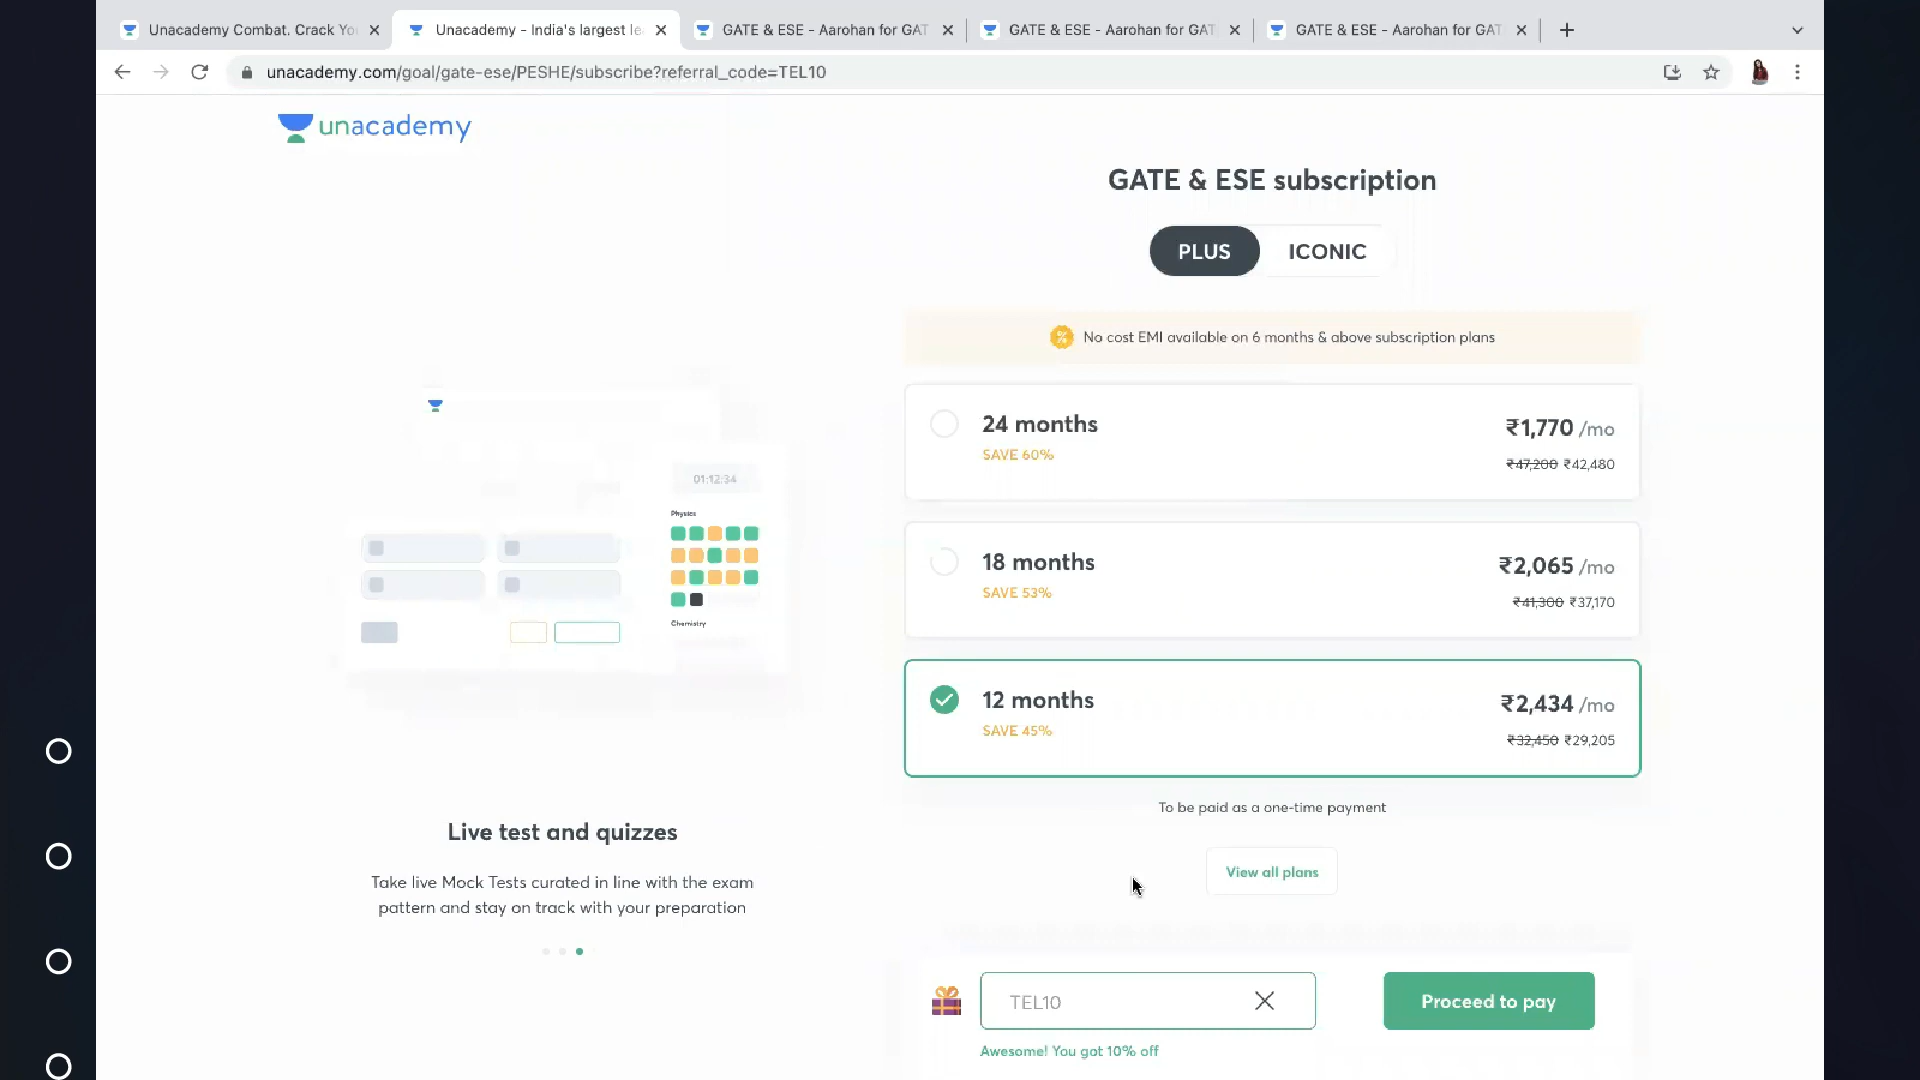 Unacademy Combat, Crack Yo
Unacademy - India's largest le
GATE & ESE - Aarohan for GAT
GATE & ESE - Aarohan for GAT
GATE & ESE - Aarohan for GAT
unacademy.com/goal/gate-ese/PESHE/subscribe?referral_code=TEL10
unacademy
GATE & ESE subscription
PLUS
ICONIC
No cost EMI available on 6 months & above subscription plans
24 months
₹1,770 /mo
SAVE 60%
₹47,200 ₹42,480
01:12:34
Physics
18 months
₹2,065 /mo
SAVE 53%
₹41,300 ₹37,170
Chemistry
12 months
₹2,434 /mo
SAVE 45%
₹32,450 ₹29,205
To be paid as a one-time payment
Live test and quizzes
View all plans
Take live Mock Tests curated in line with the exam
pattern and stay on track with your preparation
TEL10
Proceed to pay
Awesome! You got 10% off